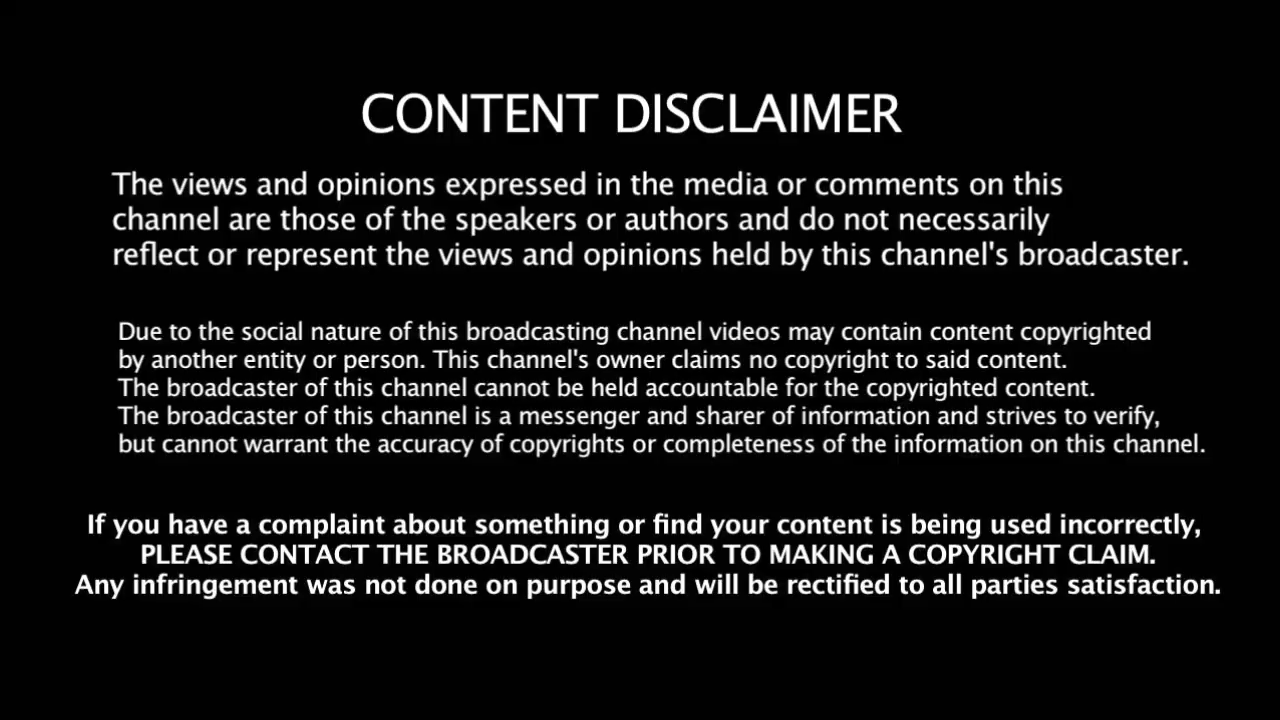 CONTENT DISCLAIMER
The views and opinions expressed in the media or comments on this
channel are those of the speakers or authors and do not necessarily
reflect or represent the views and opinions held by this channel's broadcaster.
Due to the social nature of this broadcasting channel videos may contain content copyrighted
by another entity or person. This channel's owner claims no copyright to said content.
The broadcaster of this channel cannot be held accountable for the copyrighted content.
The broadcaster of this channel is a messenger and sharer of information and strives to verify,
but cannot warrant the accuracy of copyrights or completeness of the information on this channel.
If you have a complaint about something or find your content is being used incorrectly,
PLEASE CONTACT THE BROADCASTER PRIOR TO MAKING A COPYRIGHT CLAIM.
Any infringement was not done on purpose and will be rectified to all parties satisfaction.